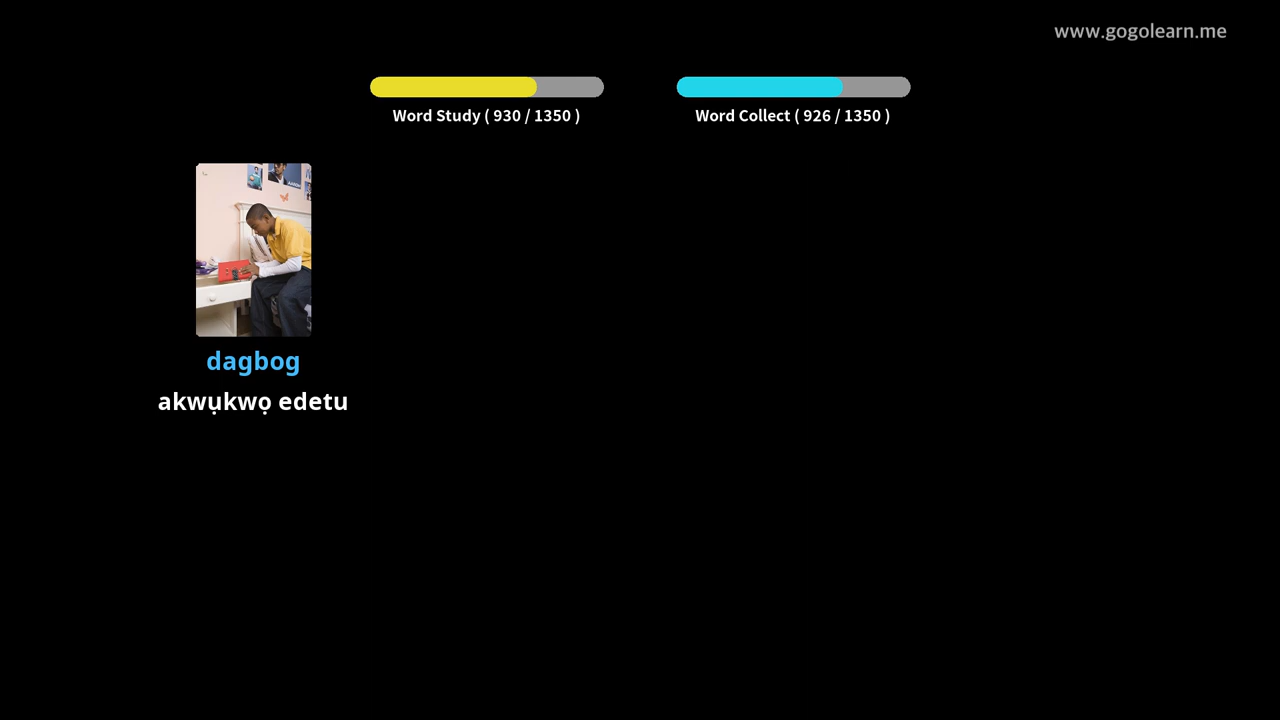 www.gogolearn.me
Word Study ( 930 / 1350 )
Word Collect ( 926 / 1350 )
dagbog
akwụkwọ edetu